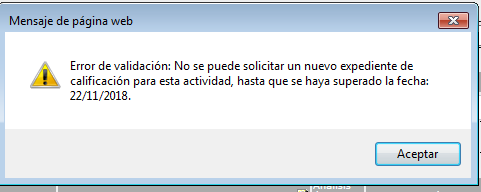 Mensaje de página web
Error de validación: No se puede solicitar un nuevo expediente de
calificación para esta actividad, hasta que se haya superado la fecha:
22/11/2018.
Aceptar
Análisis